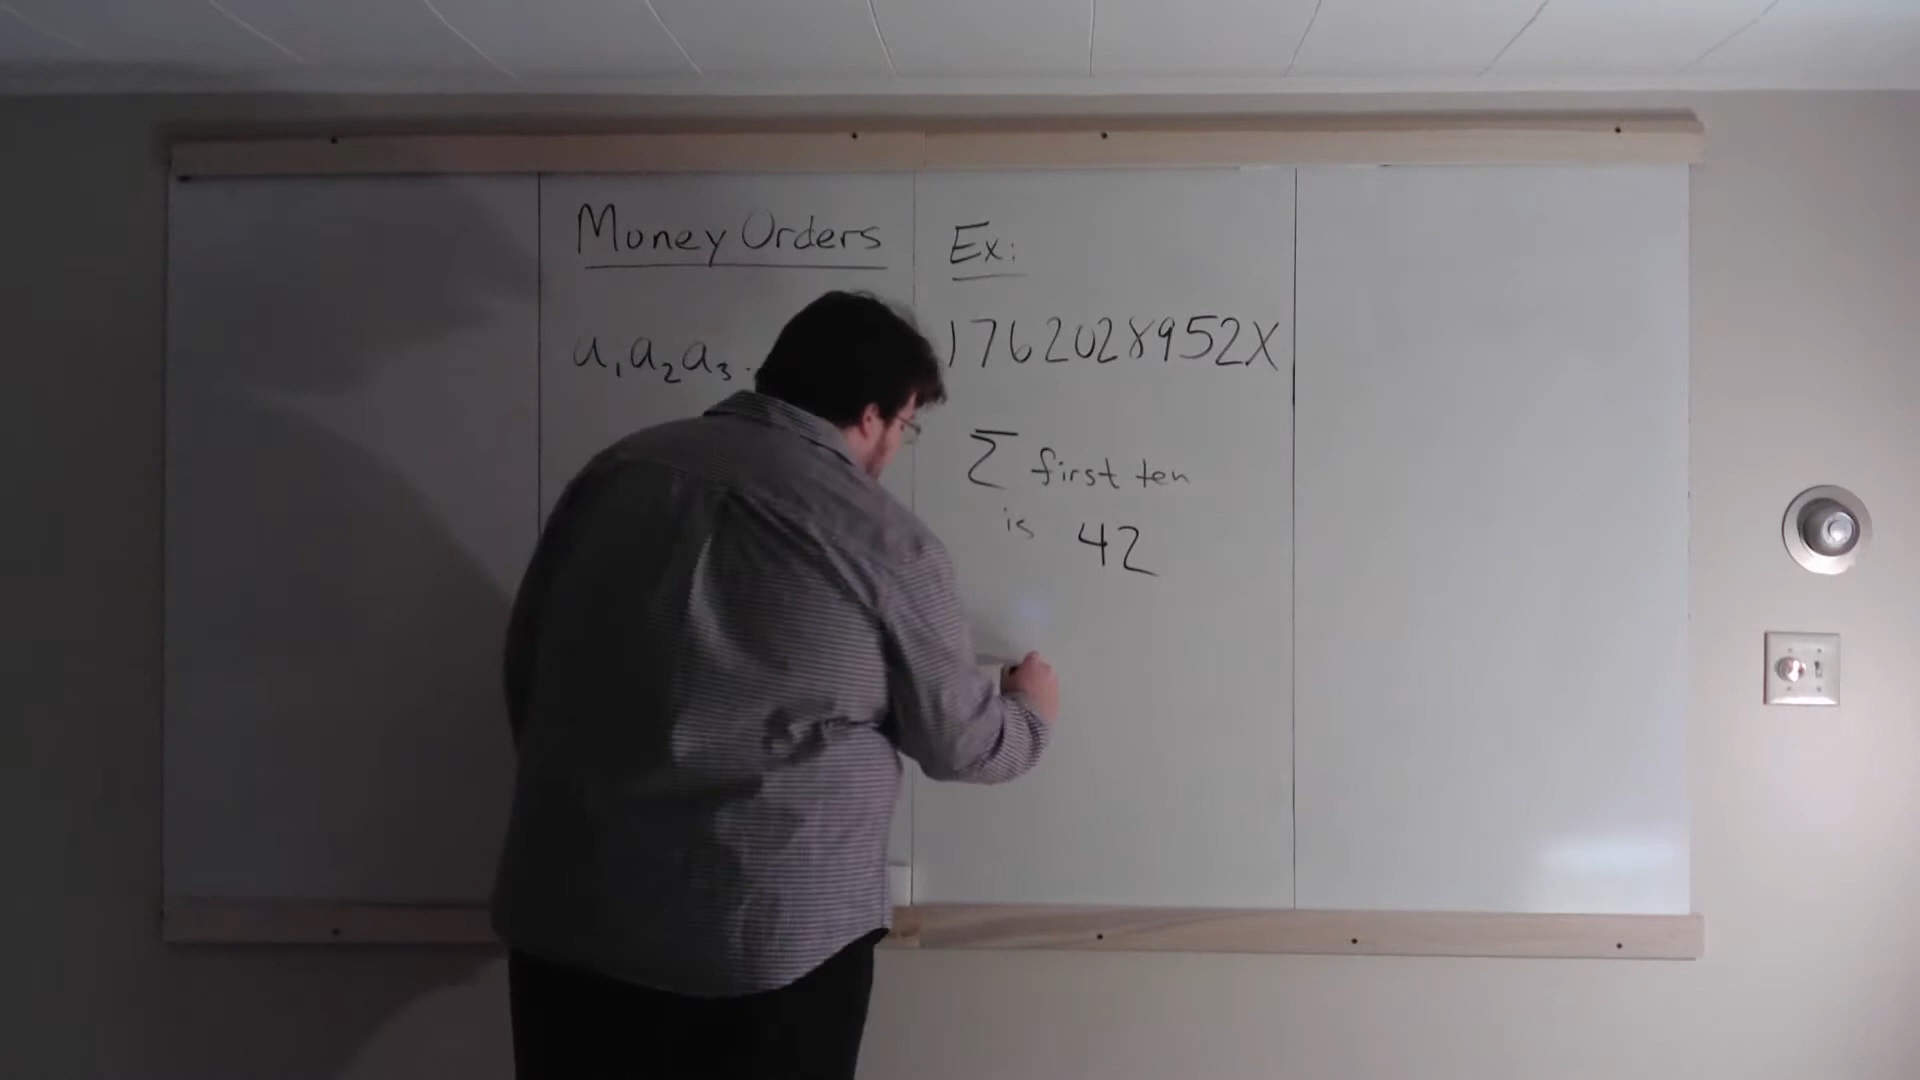 Money Orders
a₁a₂a₃.
Ex:
1762028952X
Σ first ten
is 42